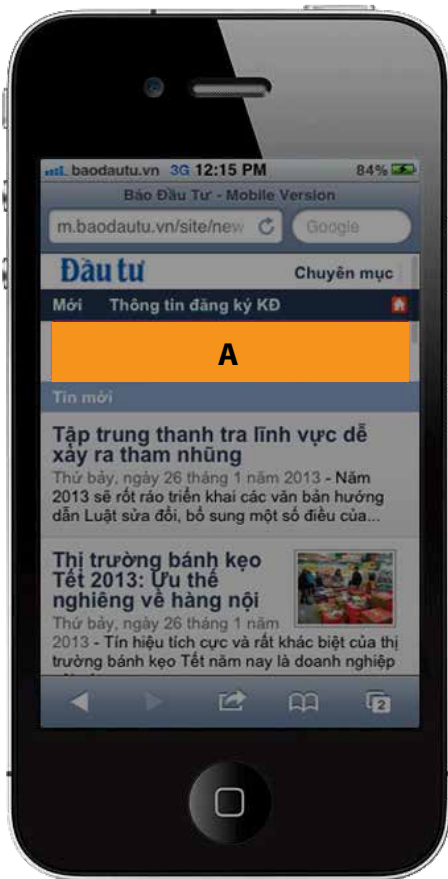 baodautu.vn 3G 12:15 PM 84%
Báo Đầu Tư - Mobile Version
m.baodautu.vn/site/new Google
Đầu tư Chuyên mục
Mới Thông tin đăng ký KĐ
A
Tin mới
Tập trung thanh tra lĩnh vực dễ
xảy ra tham nhũng
Thứ bảy, ngày 26 tháng 1 năm 2013 - Năm
2013 sẽ rốt ráo triển khai các văn bản hướng
dẫn Luật sửa đổi, bổ sung một số điều của...
Thị trường bánh kẹo
Tết 2013: Ưu thế
nghiêng về hàng nội
Thứ bảy, ngày 26 tháng 1 năm
2013 - Tín hiệu tích cực và rất khác biệt của thị
trường bánh kẹo Tết năm nay là doanh nghiệp
2